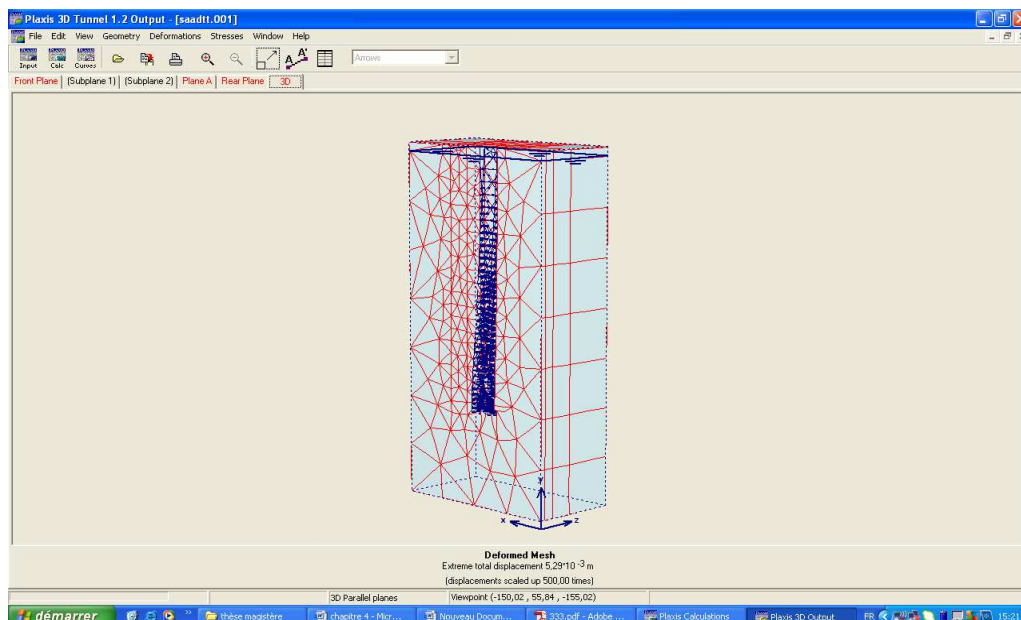 Plaxis 3D Tunnel 1.2 Output - [saadtt.001]
File Edit View Geometry Deformations Stresses Window Help
Input Calc Curves A A' Arrows
Front Plane (Subplane 1) (Subplane 2) Plane A Rear Plane 3D
Y
X Z
Deformed Mesh
Extreme total displacement 5,29*10 -3 m
(displacements scaled up 500,00 times)
3D Parallel planes Viewpoint (-150,02 , 55,84 , -155,02)
démarrer » thèse magistère chapitre 4 - Micr... Nouveau Docum... 333.pdf - Adobe ... Plaxis Calculations Plaxis 3D Output FR 15:21